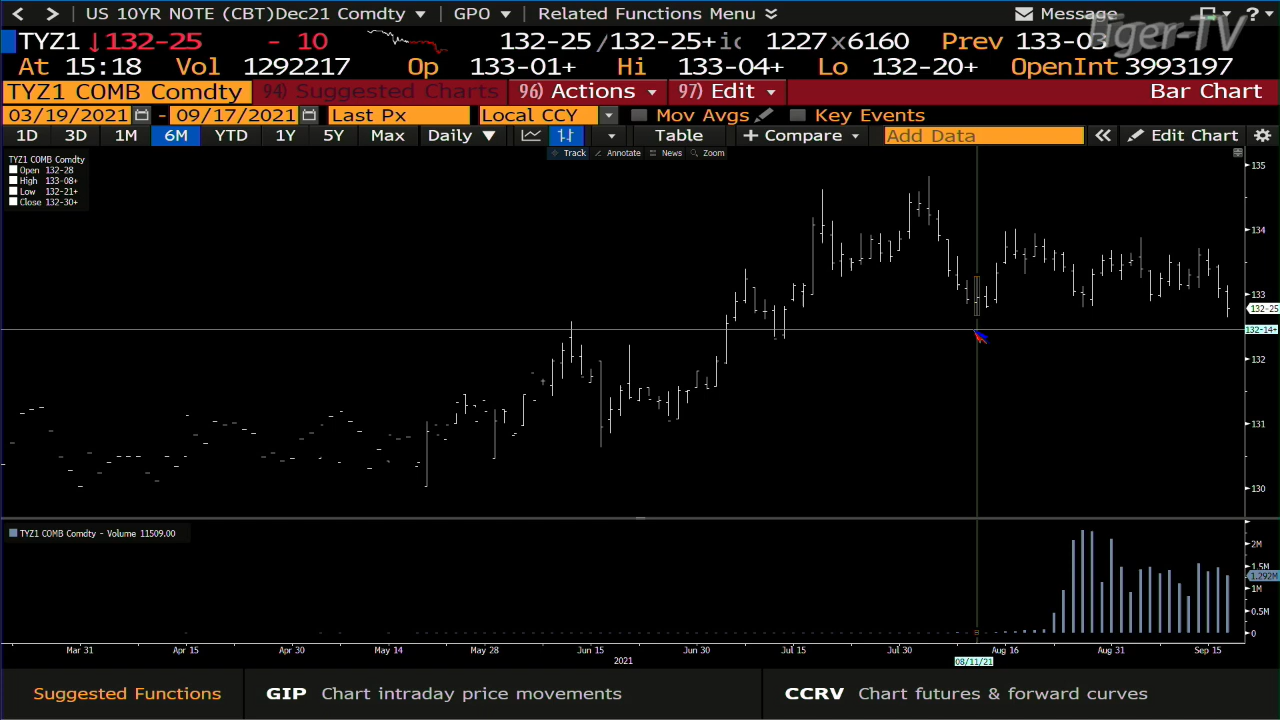 US 10YR NOTE (CBT)Dec21 Comdty GPO Related Functions Menu Message ?
Tiger-TV
TYZ1 ↓132-25 - 10 132-25 /132-25+ 1227 x6160 Prev 133-03
At 15:18 Vol 1292217 Op 133-01+ Hi 133-04+ Lo 132-20+ OpenInt 3993197
TYZ1 COMB Comdty 94) Suggested Charts 96) Actions 97) Edit Bar Chart
03/19/2021 - 09/17/2021 Last Px Local CCY Mov Avgs Key Events
1D 3D 1M 6M YTD 1Y 5Y Max Daily ▼ Table + Compare Add Data « Edit Chart
Track Annotate News Zoom
TYZ1 COMB Comdty
Open 132-28
High 133-08+
Low 132-21+
Close 132-30+
135
134
133
132-25
132-14+
132
131
130
TYZ1 COMB Comdty - Volume 11509.00
2M
1.5M
1.292M
1M
0.5M
0
Mar 31 Apr 15 Apr 30 May 14 May 28 Jun 15 Jun 30 Jul 15 Jul 30 Aug 16 Aug 31 Sep 15
2021 08/11/21
Suggested Functions GIP Chart intraday price movements CCRV Chart futures & forward curves